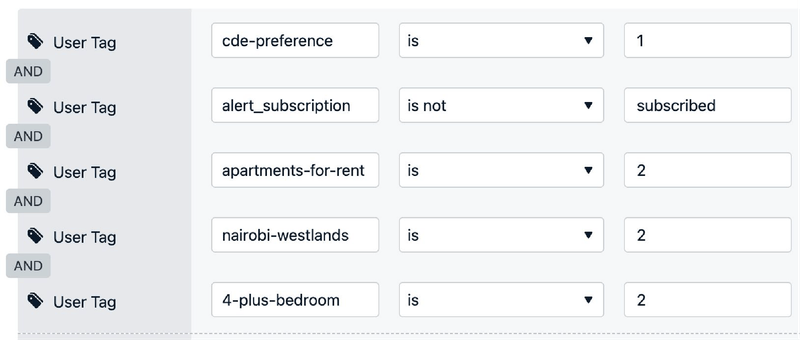 User Tag cde-preference is 1
AND
User Tag alert_subscription is not subscribed
AND
User Tag apartments-for-rent is 2
AND
User Tag nairobi-westlands is 2
AND
User Tag 4-plus-bedroom is 2